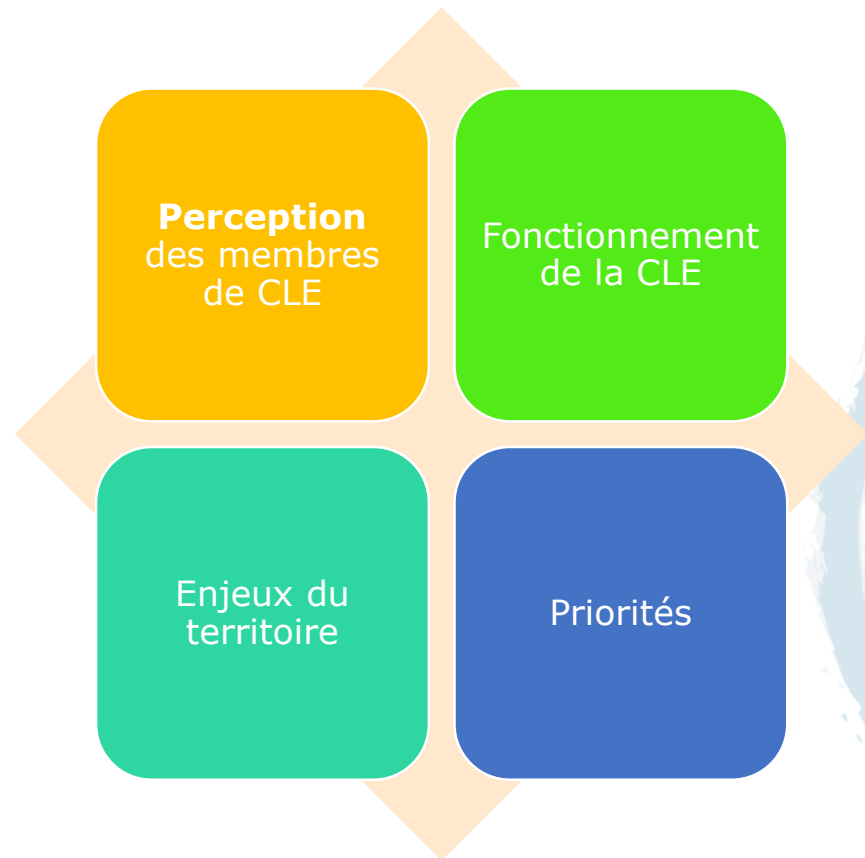 Perception
des membres
de CLE
Fonctionnement
de la CLE
Enjeux du
territoire
Priorités